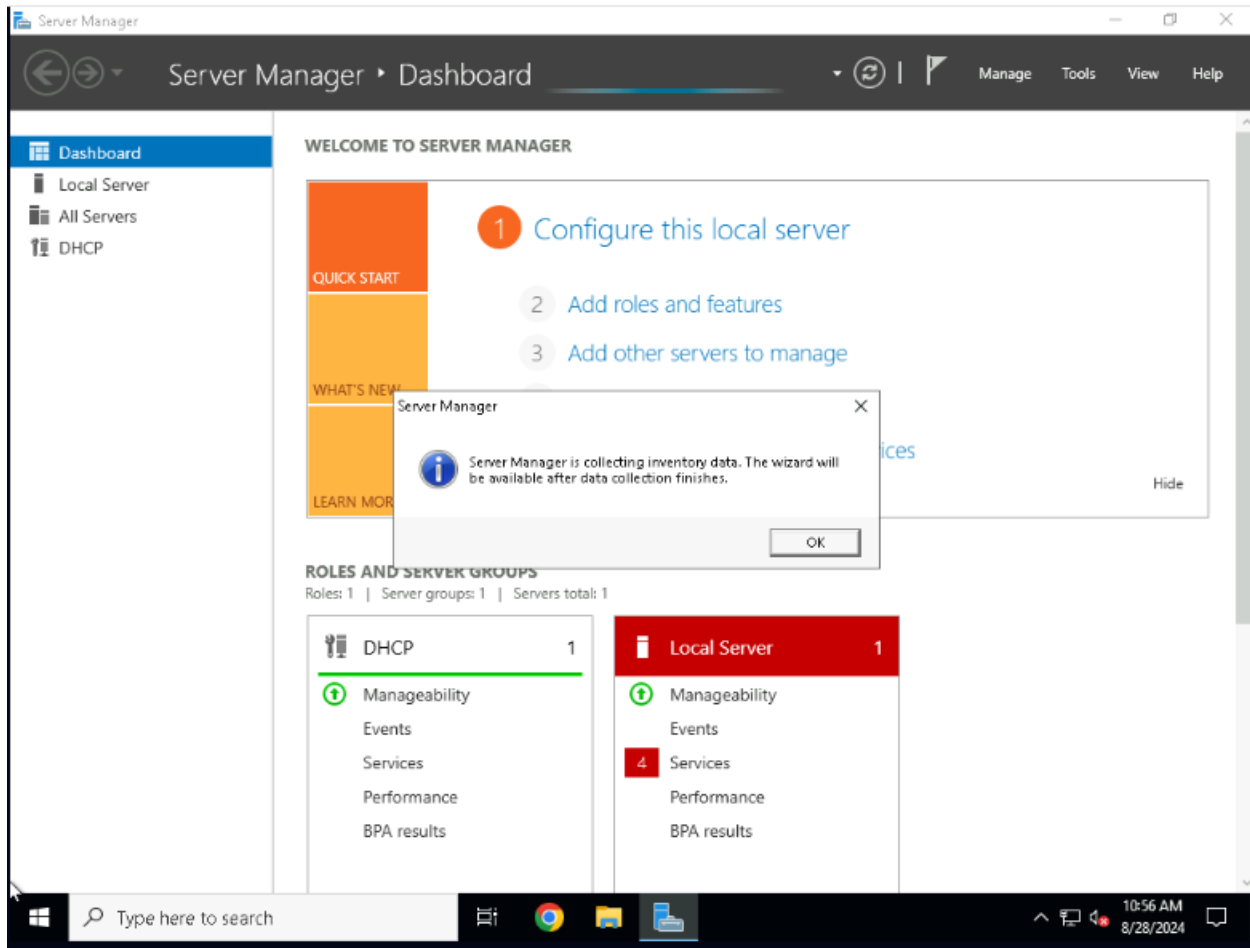 Server Manager
Server Manager • Dashboard
Manage Tools View Help
Dashboard
Local Server
All Servers
DHCP
WELCOME TO SERVER MANAGER
QUICK START
WHAT'S NEW
LEARN MOR
1 Configure this local server
2 Add roles and features
3 Add other servers to manage
ices
Hide
Server Manager
Server Manager is collecting inventory data. The wizard will
be available after data collection finishes.
OK
ROLES AND SERVER GROUPS
Roles: 1 | Server groups: 1 | Servers total: 1
DHCP 1
Manageability
Events
Services
Performance
BPA results
Local Server 1
Manageability
Events
4 Services
Performance
BPA results
Type here to search
10:56 AM
8/28/2024